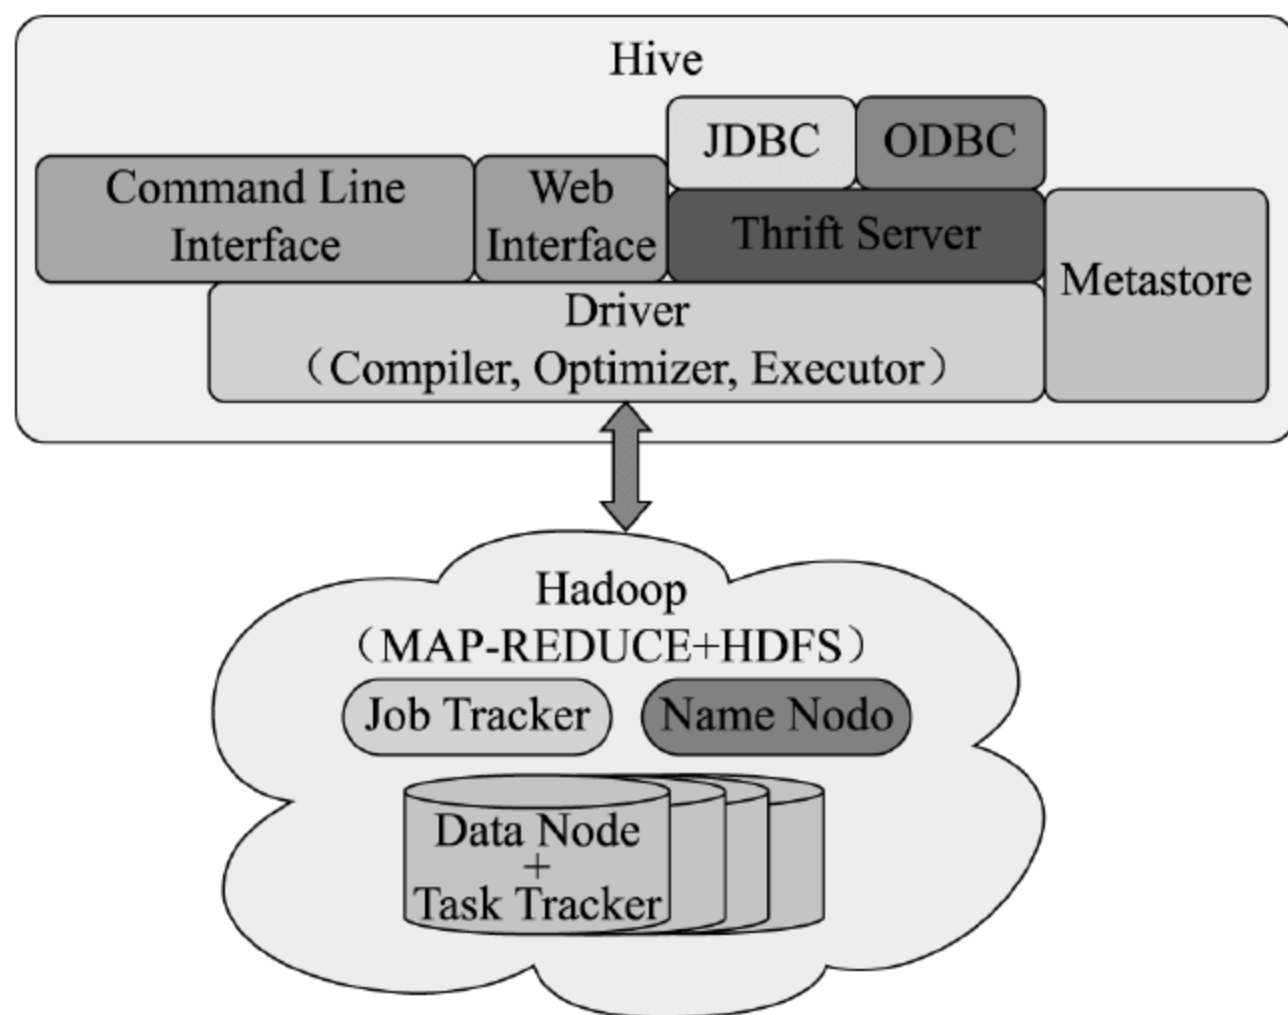 Hive
JDBC
ODBC
Command Line
Interface
Web
Interface
Thrift Server
Metastore
Driver
（Compiler, Optimizer, Executor）
Hadoop
（MAP-REDUCE+HDFS）
Job Tracker
Name Nodo
Data Node
+
Task Tracker